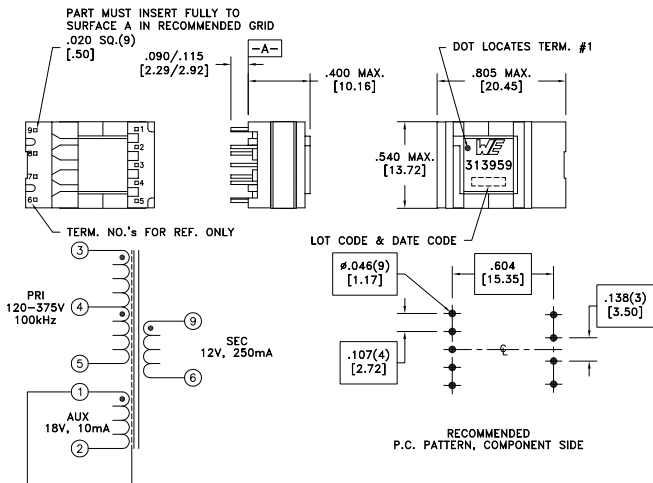 PART MUST INSERT FULLY TO
SURFACE A IN RECOMMENDED GRID
.020 SQ.(9)
[.50]
.090/.115
[2.29/2.92]
-A-
.400 MAX.
[10.16]
DOT LOCATES TERM. #1
.805 MAX.
[20.45]
.540 MAX.
[13.72]
9
8
7
6
1
2
3
4
5
WE
313959
TERM. NO.'s FOR REF. ONLY
LOT CODE & DATE CODE
3
PRI
120-375V
100kHz
4
5
1
AUX
18V, 10mA
2
9
SEC
12V, 250mA
6
ø.046(9)
[1.17]
.604
[15.35]
.138(3)
[3.50]
.107(4)
[2.72]
℄
RECOMMENDED
P.C. PATTERN, COMPONENT SIDE